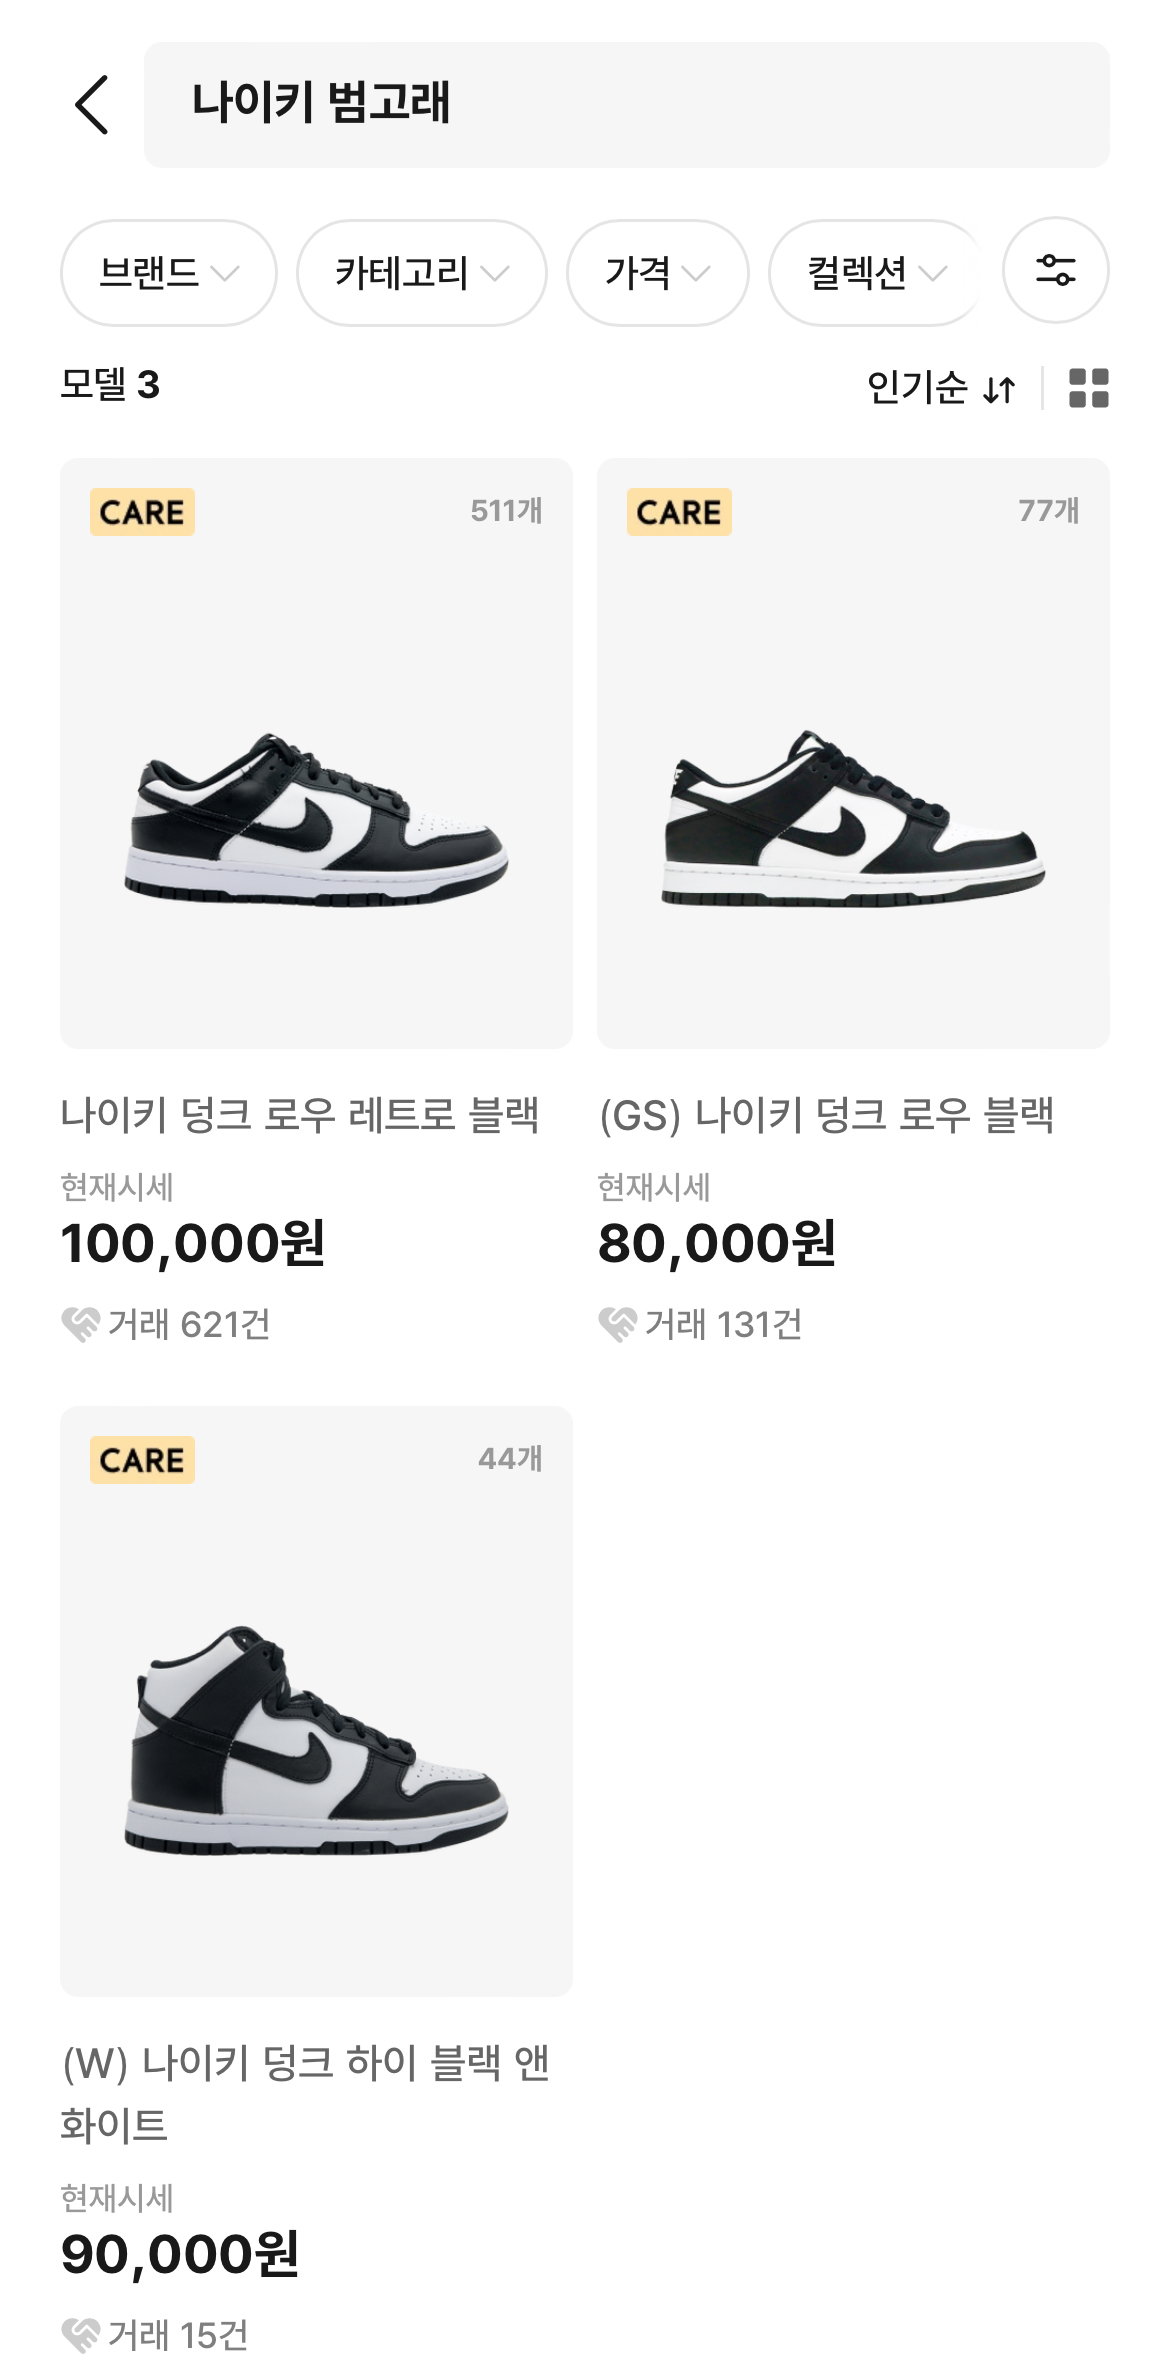 나이키 범고래
브랜드 카테고리 가격 컬렉션
모델 3 인기순
CARE 511개
CARE 77개
나이키 덩크 로우 레트로 블랙
현재시세
100,000원
거래 621건
(GS) 나이키 덩크 로우 블랙
현재시세
80,000원
거래 131건
CARE 44개
(W) 나이키 덩크 하이 블랙 앤
화이트
현재시세
90,000원
거래 15건